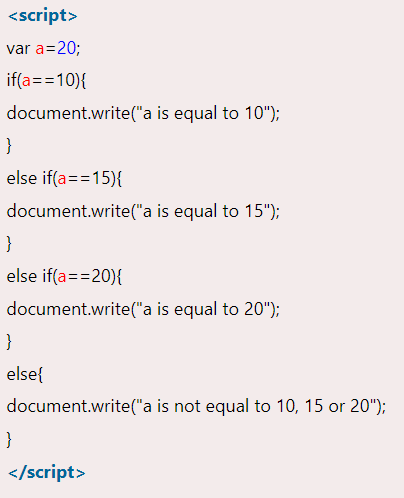 <script>
var a=20;
if(a==10){
document.write("a is equal to 10");
}
else if(a==15){
document.write("a is equal to 15");
}
else if(a==20){
document.write("a is equal to 20");
}
else{
document.write("a is not equal to 10, 15 or 20");
}
</script>